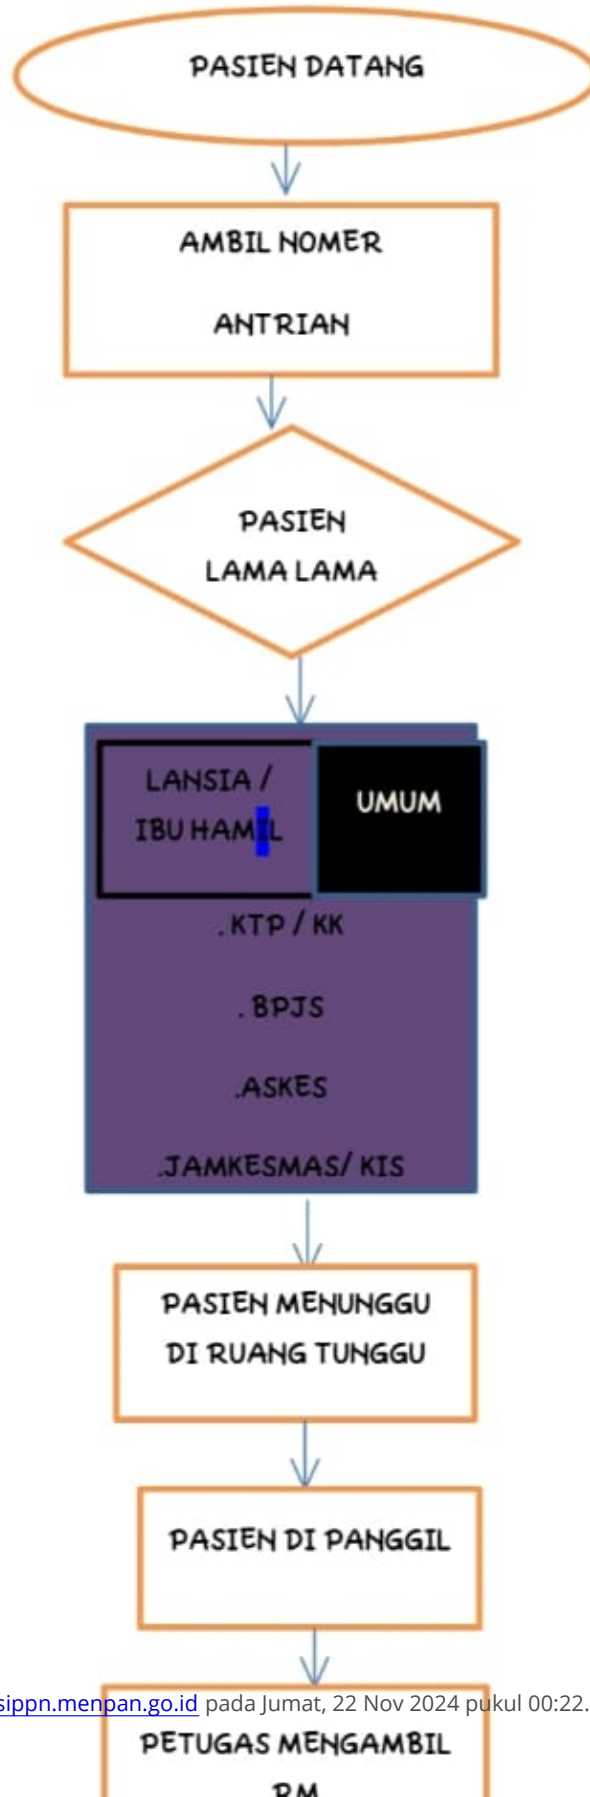 PASIEN DATANG
AMBIL NOMER
ANTRIAN
PASIEN
LAMA LAMA
LANSIA /
IBU HAMIL
UMUM
. KTP / KK
. BPJS
.ASKES
.JAMKESMAS/ KIS
PASIEN MENUNGGU
DI RUANG TUNGGU
PASIEN DI PANGGIL
sippn.menpan.go.id pada Jumat, 22 Nov 2024 pukul 00:22.
PETUGAS MENGAMBIL
RM